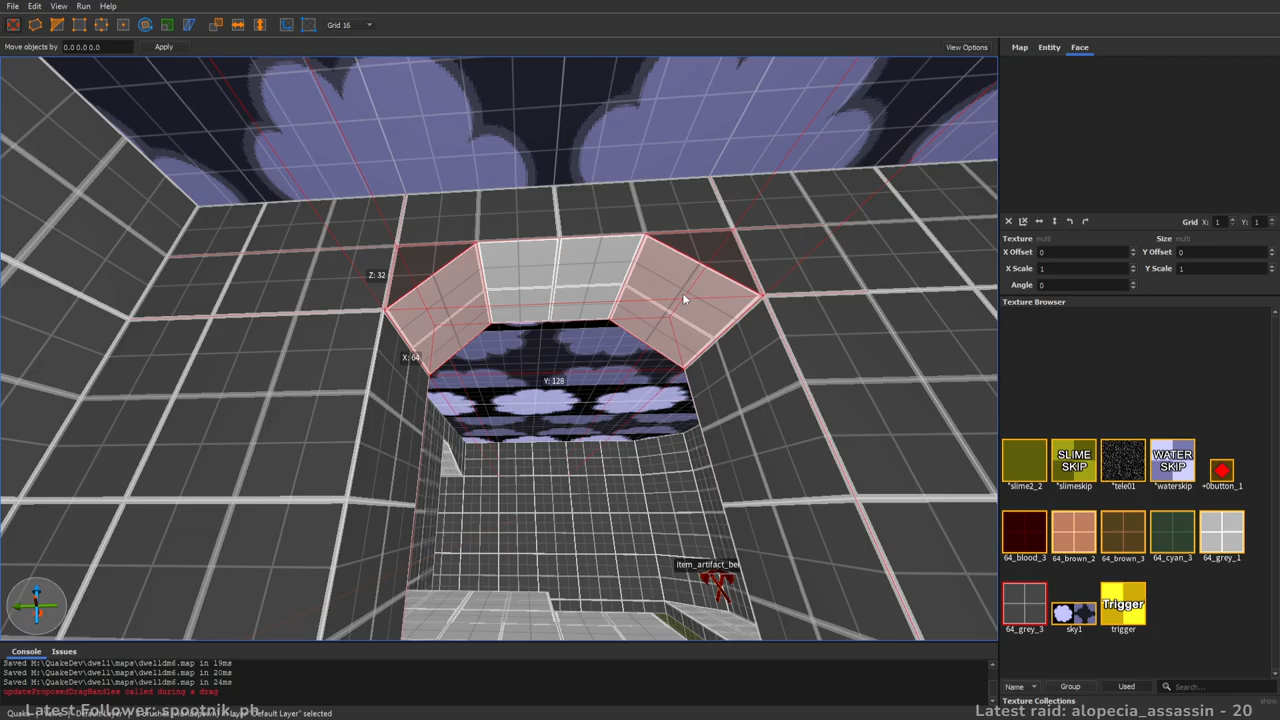 File Edit View Run Help
Grid 16
Move objects by 0.0 0.0 0.0 Apply View Options
Map Entity Face
Z: 32
X: 64
Y: 128
item_artifact_be
Grid X: 1 Y: 1
Texture multi Size multi
X Offset 0 Y Offset 0
X Scale 1 Y Scale 1
Angle 0
Texture Browser
SLIME SKIP
WATER SKIP
*slime2_2 *slimeskip *tele01 *waterskip +0button_1
64_blood_3 64_brown_2 64_brown_3 64_cyan_3 64_grey_1
Trigger
64_grey_3 sky1 trigger
Name Group Used Search...
Texture Collections show
Console Issues
Saved M:\QuakeDev\dwell\maps\dwelldm6.map in 19ms
Saved M:\QuakeDev\dwell\maps\dwelldm6.map in 20ms
Saved M:\QuakeDev\dwell\maps\dwelldm6.map in 24ms
updateProposedDragHandles called during a drag
Latest Follower: spootnik_ph
Latest raid: alopecia_assassin - 20